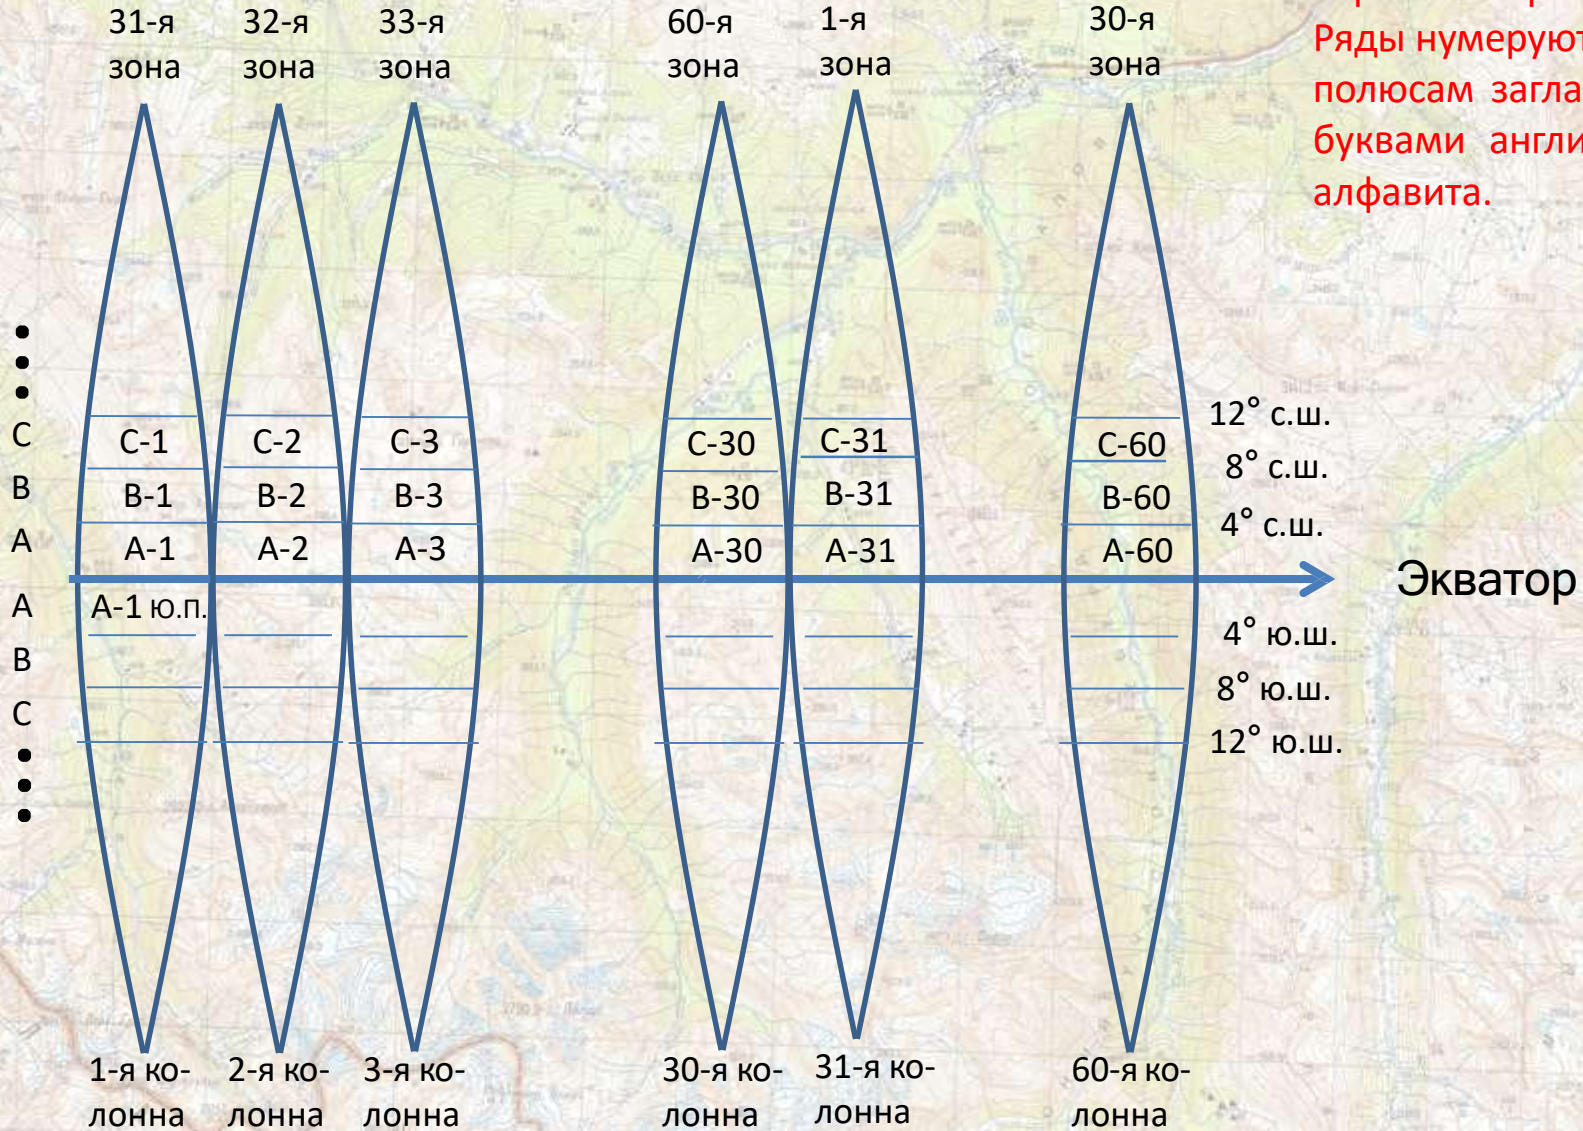 31-я 32-я 33-я 60-я 1-я 30-я
зона зона зона зона зона зона
Ряды нумеруют
полюсам загла
буквами англи
алфавита.
12° с.ш.
C C-1 C-2 C-3 C-30 C-31 C-60
8° с.ш.
B B-1 B-2 B-3 B-30 B-31 B-60
4° с.ш.
A A-1 A-2 A-3 A-30 A-31 A-60
Экватор
A A-1 ю.п.
4° ю.ш.
B
8° ю.ш.
C
12° ю.ш.
1-я ко- 2-я ко- 3-я ко- 30-я ко- 31-я ко- 60-я ко-
лонна лонна лонна лонна лонна лонна